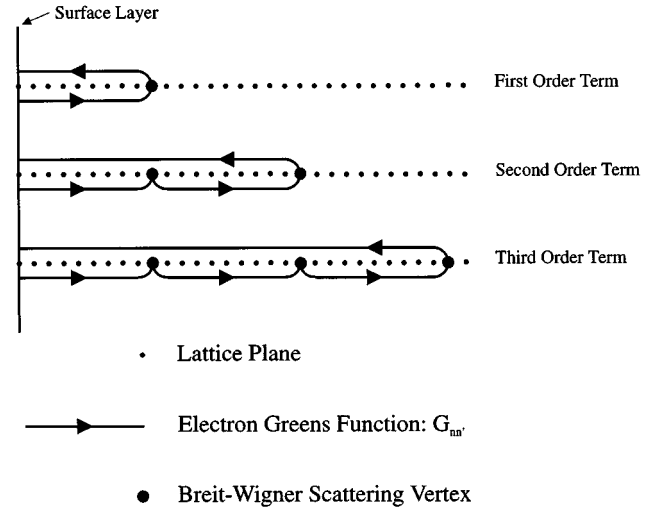 Surface Layer
First Order Term
Second Order Term
Third Order Term
Lattice Plane
Electron Greens Function: Gnn'
Breit-Wigner Scattering Vertex